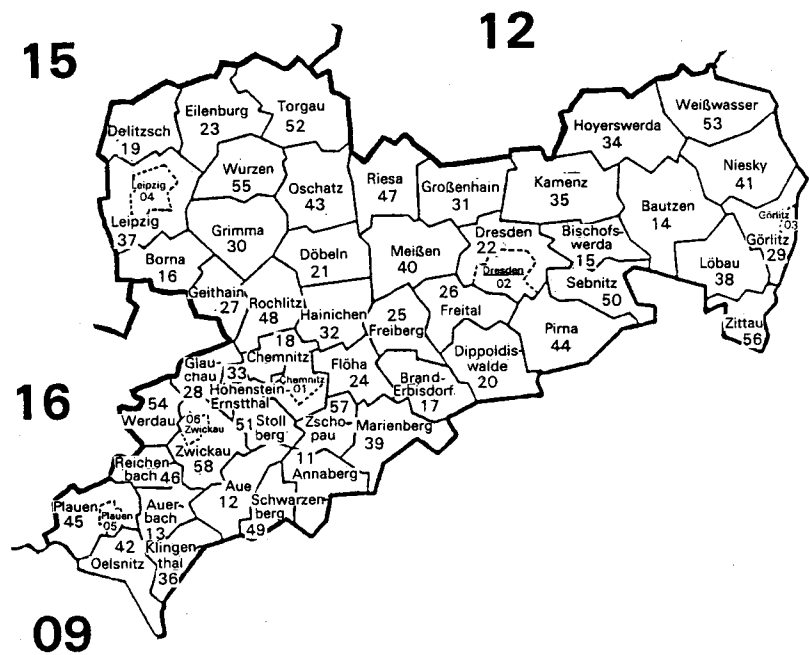 12
15
Torgau
52
Weißwasser
53
Eilenburg
23
Delitzsch
19
Hoyerswerda
34
Wurzen
55
Oschatz
43
Riesa
47
Großenhain
31
Kamenz
35
Niesky
41
Leipzig
04
Leipzig
37
Grimma
30
Bautzen
14
Görlitz
03
Görlitz
29
Dresden
22
Dresden
02
Bischofs-
werda
15
Meißen
40
Döbeln
21
Borna
16
Löbau
38
Sebnitz
50
Geithain
27
Rochlitz
48
Hainichen
32
25
Freiberg
26
Freital
Pirna
44
Zittau
56
18
Chemnitz
Chemnitz
01
Flöha
24
Dippoldis-
walde
20
Glau-
chau
28
33
Hohenstein-
Ernstthal
Brand-
Erbisdorf
17
16
54
Werdau
06
Zwickau
Zwickau
58
51
Stoll
berg
57
Zscho-
pau
Marienberg
39
11
Annaberg
Reichen-
bach 46
Aue
12
Schwarzen-
berg
49
Plauen
45
Plauen
05
Auer-
bach
13
42
Oelsnitz
Klingen
thal
36
09